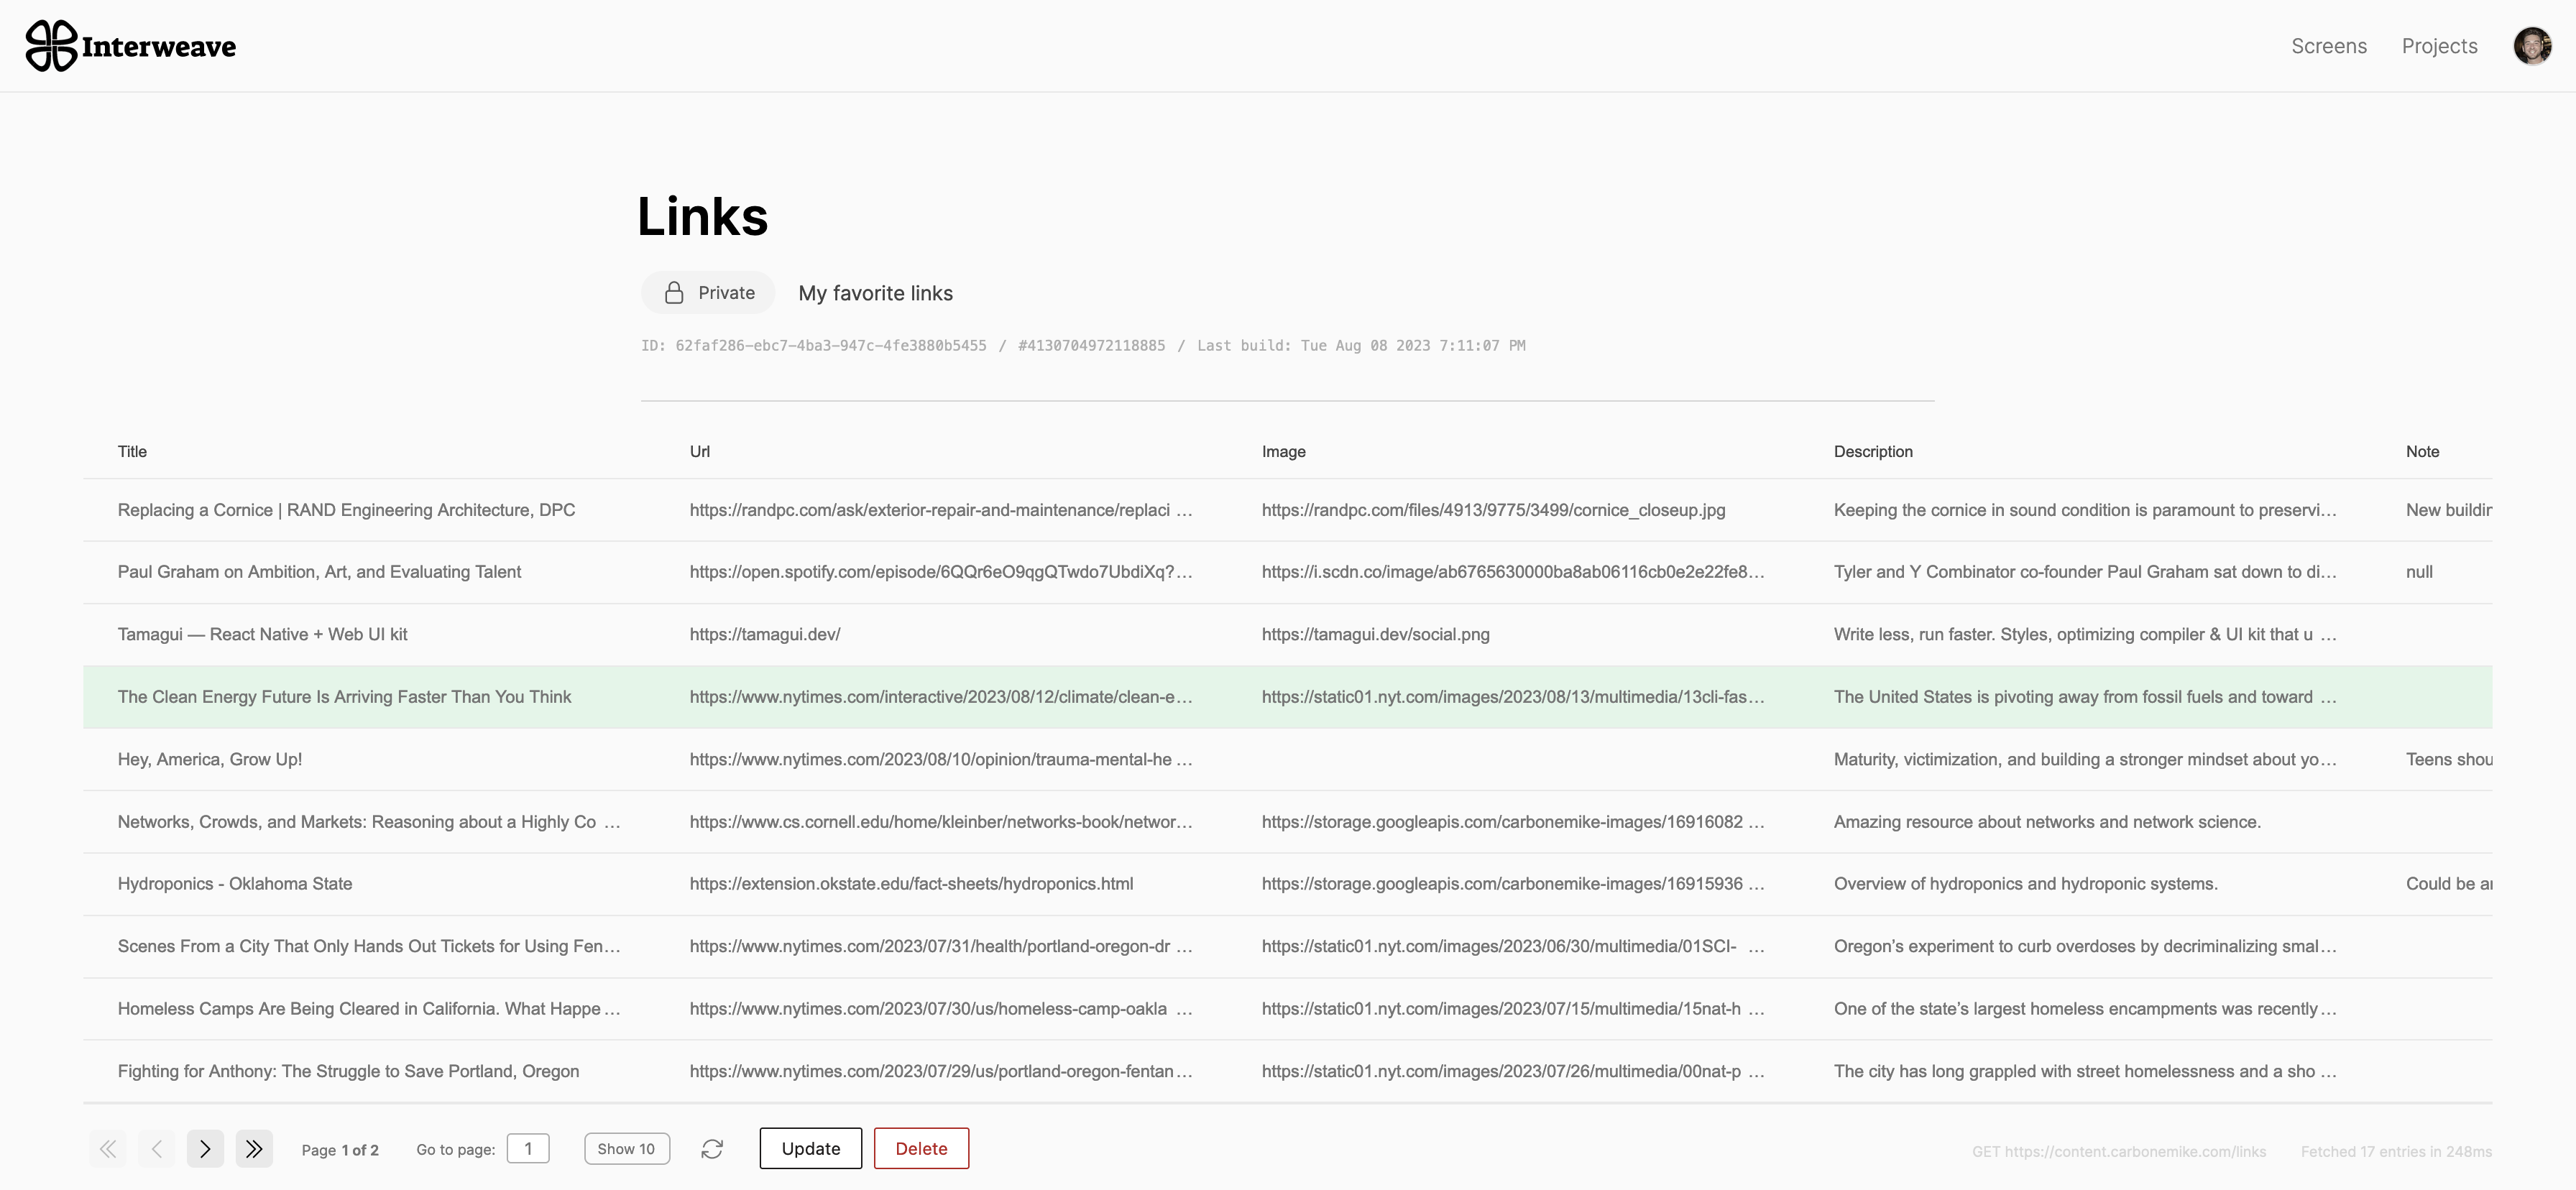 Interweave
Screens Projects
Links
Private My favorite links
ID: 62faf286-ebc7-4ba3-947c-4fe3880b5455 / #4130704972118885 / Last build: Tue Aug 08 2023 7:11:07 PM
Title Url Image Description Note
Replacing a Cornice | RAND Engineering Architecture, DPC https://randpc.com/ask/exterior-repair-and-maintenance/replaci ... https://randpc.com/files/4913/9775/3499/cornice_closeup.jpg Keeping the cornice in sound condition is paramount to preservi... New buildin
Paul Graham on Ambition, Art, and Evaluating Talent https://open.spotify.com/episode/6QQr6eO9qgQTwdo7UbdiXq?... https://i.scdn.co/image/ab6765630000ba8ab06116cb0e2e22fe8... Tyler and Y Combinator co-founder Paul Graham sat down to di... null
Tamagui — React Native + Web UI kit https://tamagui.dev/ https://tamagui.dev/social.png Write less, run faster. Styles, optimizing compiler & UI kit that u ...
The Clean Energy Future Is Arriving Faster Than You Think https://www.nytimes.com/interactive/2023/08/12/climate/clean-e... https://static01.nyt.com/images/2023/08/13/multimedia/13cli-fas... The United States is pivoting away from fossil fuels and toward ...
Hey, America, Grow Up! https://www.nytimes.com/2023/08/10/opinion/trauma-mental-he ... Maturity, victimization, and building a stronger mindset about yo... Teens shou
Networks, Crowds, and Markets: Reasoning about a Highly Co ... https://www.cs.cornell.edu/home/kleinber/networks-book/networ... https://storage.googleapis.com/carbonemike-images/16916082 ... Amazing resource about networks and network science.
Hydroponics - Oklahoma State https://extension.okstate.edu/fact-sheets/hydroponics.html https://storage.googleapis.com/carbonemike-images/16915936 ... Overview of hydroponics and hydroponic systems. Could be an
Scenes From a City That Only Hands Out Tickets for Using Fen... https://www.nytimes.com/2023/07/31/health/portland-oregon-dr ... https://static01.nyt.com/images/2023/06/30/multimedia/01SCI- ... Oregon’s experiment to curb overdoses by decriminalizing smal...
Homeless Camps Are Being Cleared in California. What Happe ... https://www.nytimes.com/2023/07/30/us/homeless-camp-oakla ... https://static01.nyt.com/images/2023/07/15/multimedia/15nat-h ... One of the state’s largest homeless encampments was recently ...
Fighting for Anthony: The Struggle to Save Portland, Oregon https://www.nytimes.com/2023/07/29/us/portland-oregon-fentan ... https://static01.nyt.com/images/2023/07/26/multimedia/00nat-p ... The city has long grappled with street homelessness and a sho ...
Page 1 of 2 Go to page: 1 Show 10 Update Delete GET https://content.carbonemike.com/links Fetched 17 entries in 248ms